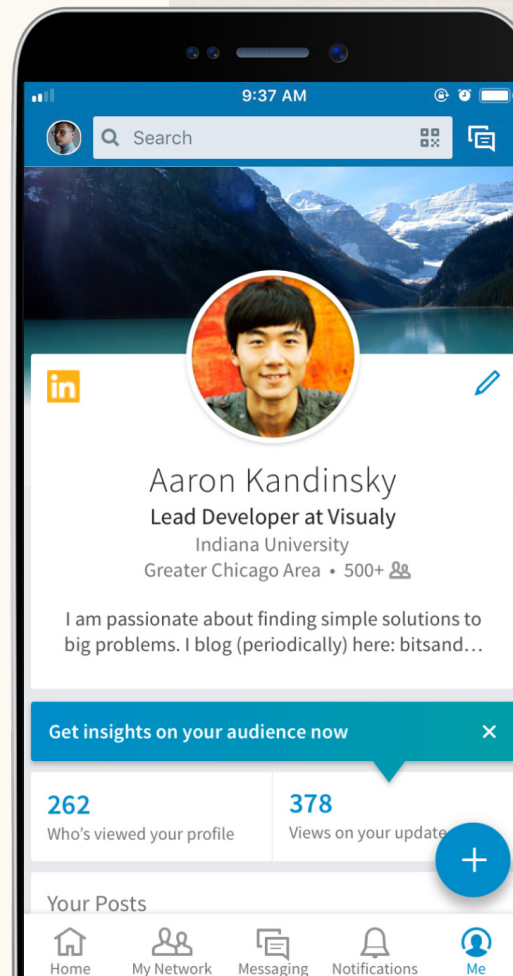 9:37 AM
Search
in
Aaron Kandinsky
Lead Developer at Visualy
Indiana University
Greater Chicago Area • 500+
I am passionate about finding simple solutions to
big problems. I blog (periodically) here: bitsand…
Get insights on your audience now
262
Who's viewed your profile
378
Views on your update
Your Posts
Home
My Network
Messaging
Notifications
Me